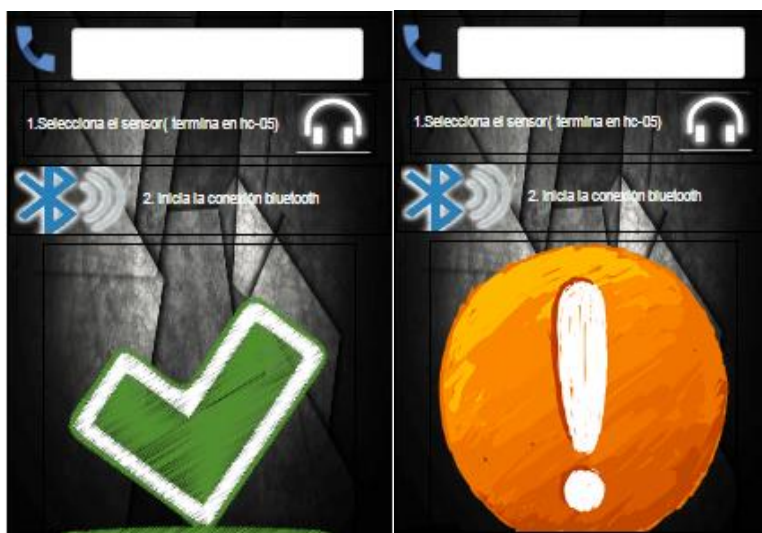 1.Selecciona el sensor( termina en hc-05)
2. Inicia la conexión bluetooth
1.Selecciona el sensor( termina en hc-05)
2. Inicia la conexión bluetooth